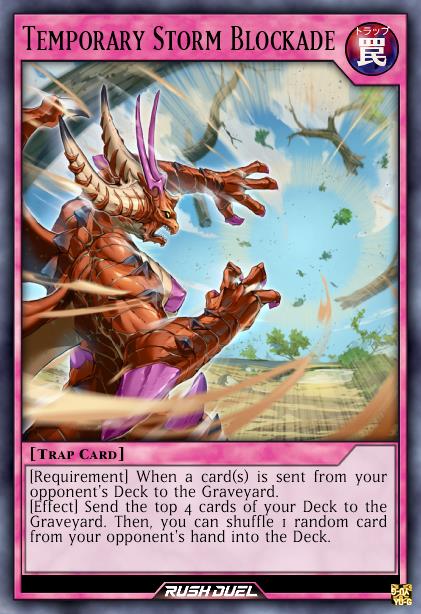 Temporary Storm Blockade
トラップ
罠
[Trap Card]
[Requirement] When a card(s) is sent from your
opponent's Deck to the Graveyard.
[Effect] Send the top 4 cards of your Deck to the
Graveyard. Then, you can shuffle 1 random card
from your opponent's hand into the Deck.
RUSH DUEL